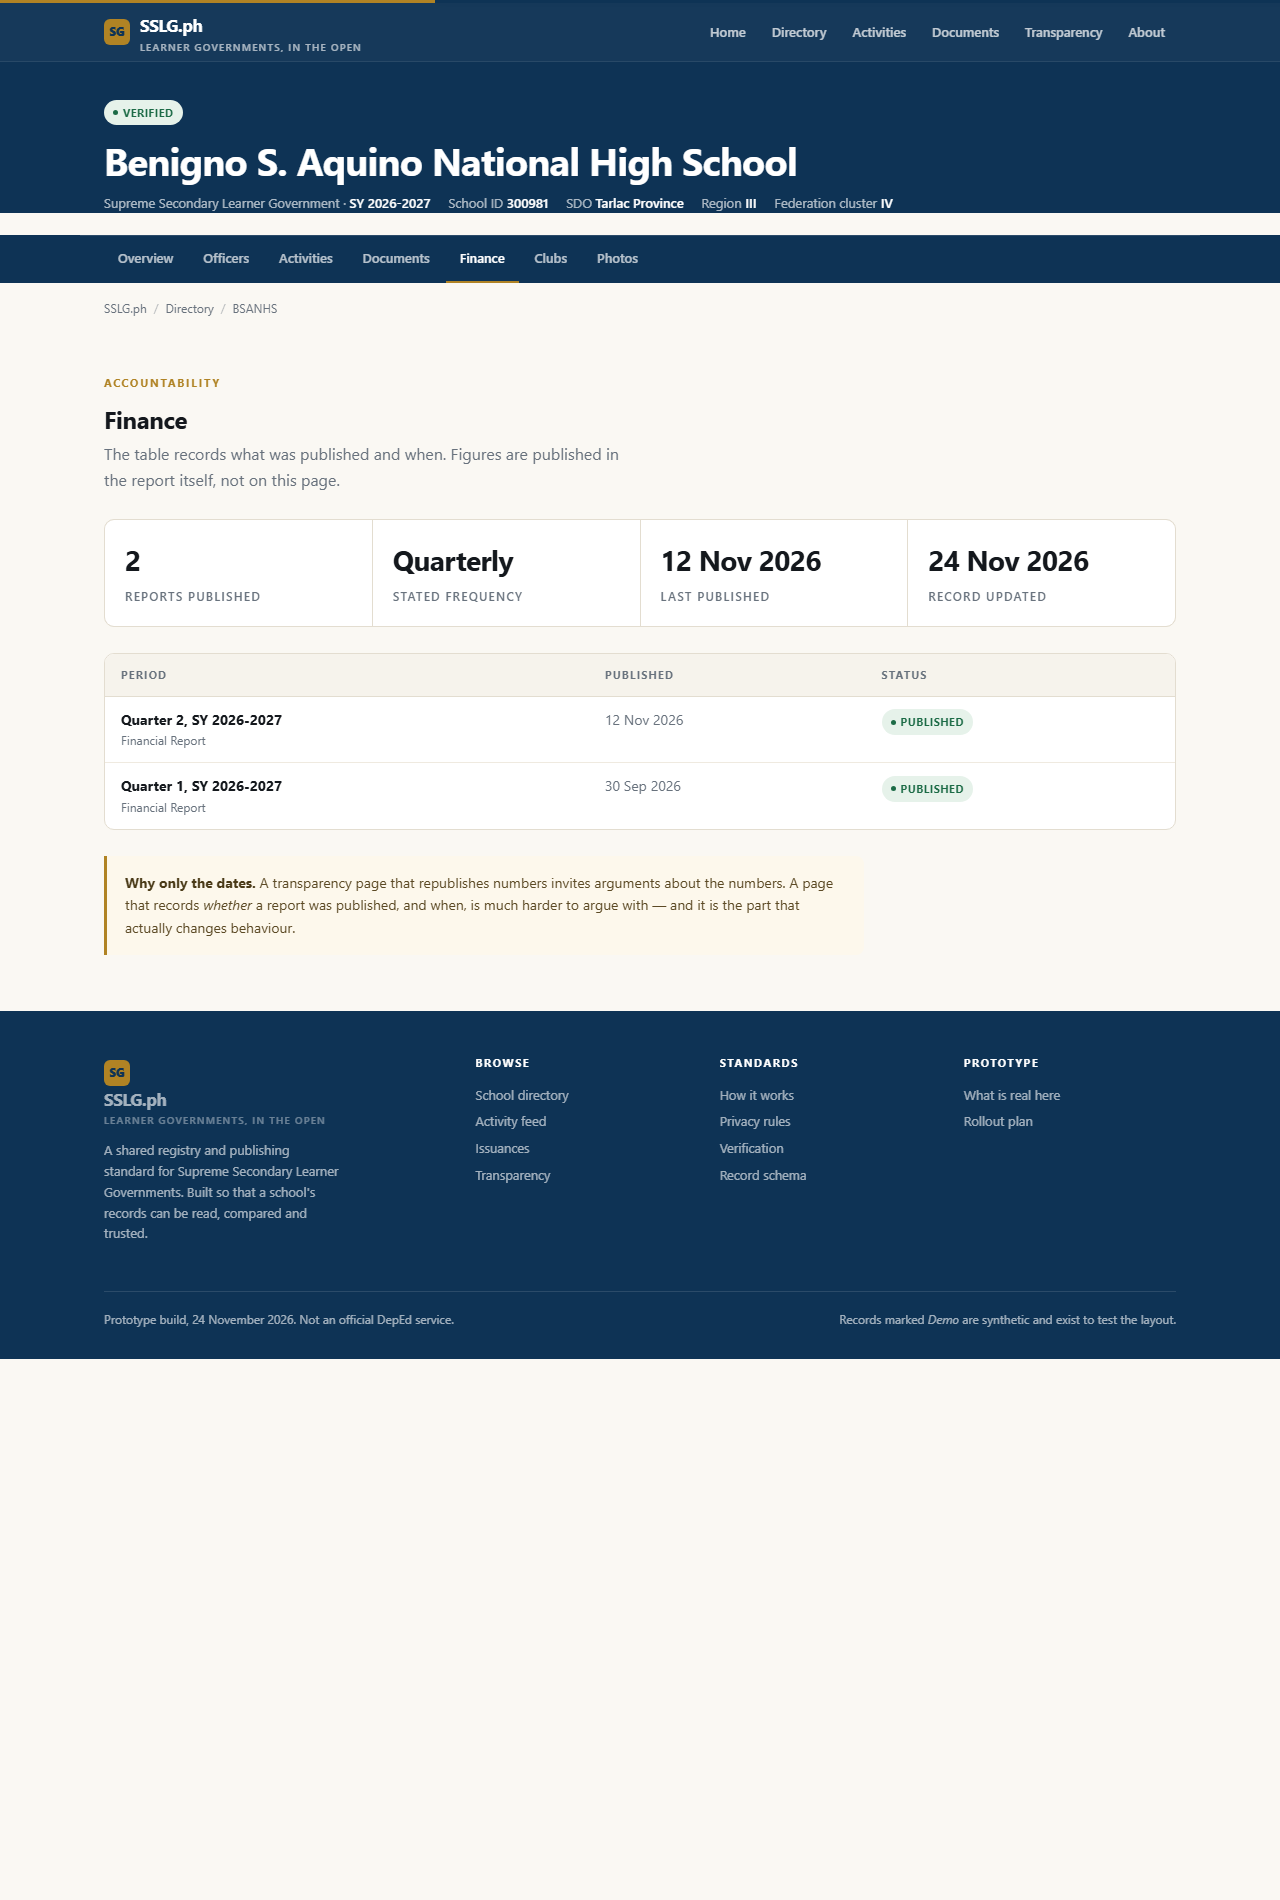 SG
SSLG.ph
LEARNER GOVERNMENTS, IN THE OPEN
Home Directory Activities Documents Transparency About
VERIFIED
Benigno S. Aquino National High School
Supreme Secondary Learner Government · SY 2026-2027 School ID 300981 SDO Tarlac Province Region III Federation cluster IV
Overview Officers Activities Documents Finance Clubs Photos
SSLG.ph / Directory / BSANHS
ACCOUNTABILITY
Finance
The table records what was published and when. Figures are published in
the report itself, not on this page.
2
REPORTS PUBLISHED
Quarterly
STATED FREQUENCY
12 Nov 2026
LAST PUBLISHED
24 Nov 2026
RECORD UPDATED
PERIOD PUBLISHED STATUS
Quarter 2, SY 2026-2027 12 Nov 2026 PUBLISHED
Financial Report
Quarter 1, SY 2026-2027 30 Sep 2026 PUBLISHED
Financial Report
Why only the dates. A transparency page that republishes numbers invites arguments about the numbers. A page
that records whether a report was published, and when, is much harder to argue with — and it is the part that
actually changes behaviour.
SG
SSLG.ph
LEARNER GOVERNMENTS, IN THE OPEN
A shared registry and publishing
standard for Supreme Secondary Learner
Governments. Built so that a school's
records can be read, compared and
trusted.
BROWSE
School directory
Activity feed
Issuances
Transparency
STANDARDS
How it works
Privacy rules
Verification
Record schema
PROTOTYPE
What is real here
Rollout plan
Prototype build, 24 November 2026. Not an official DepEd service.
Records marked Demo are synthetic and exist to test the layout.